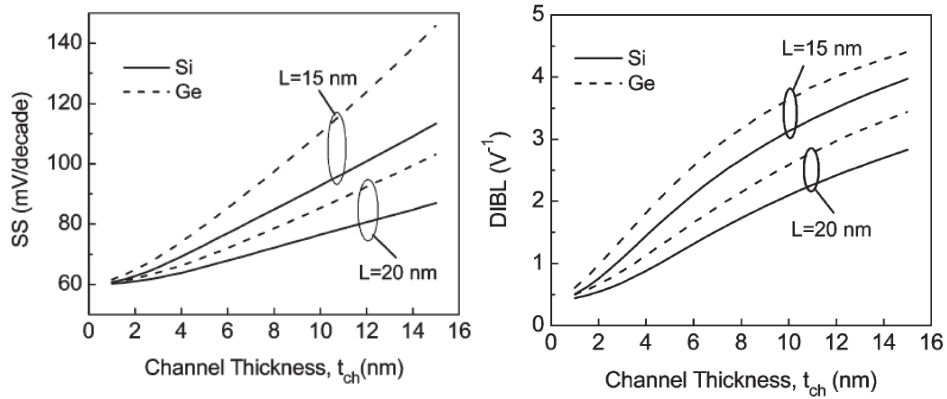 140
120
100
80
60
SS (mV/decade)
Si
Ge
L=15 nm
L=20 nm
0 2 4 6 8 10 12 14 16
Channel Thickness, tch(nm)
5
4
3
2
1
0
DIBL (V-1)
L=15 nm
Si
Ge
L=20 nm
0 2 4 6 8 10 12 14 16
Channel Thickness, tch (nm)